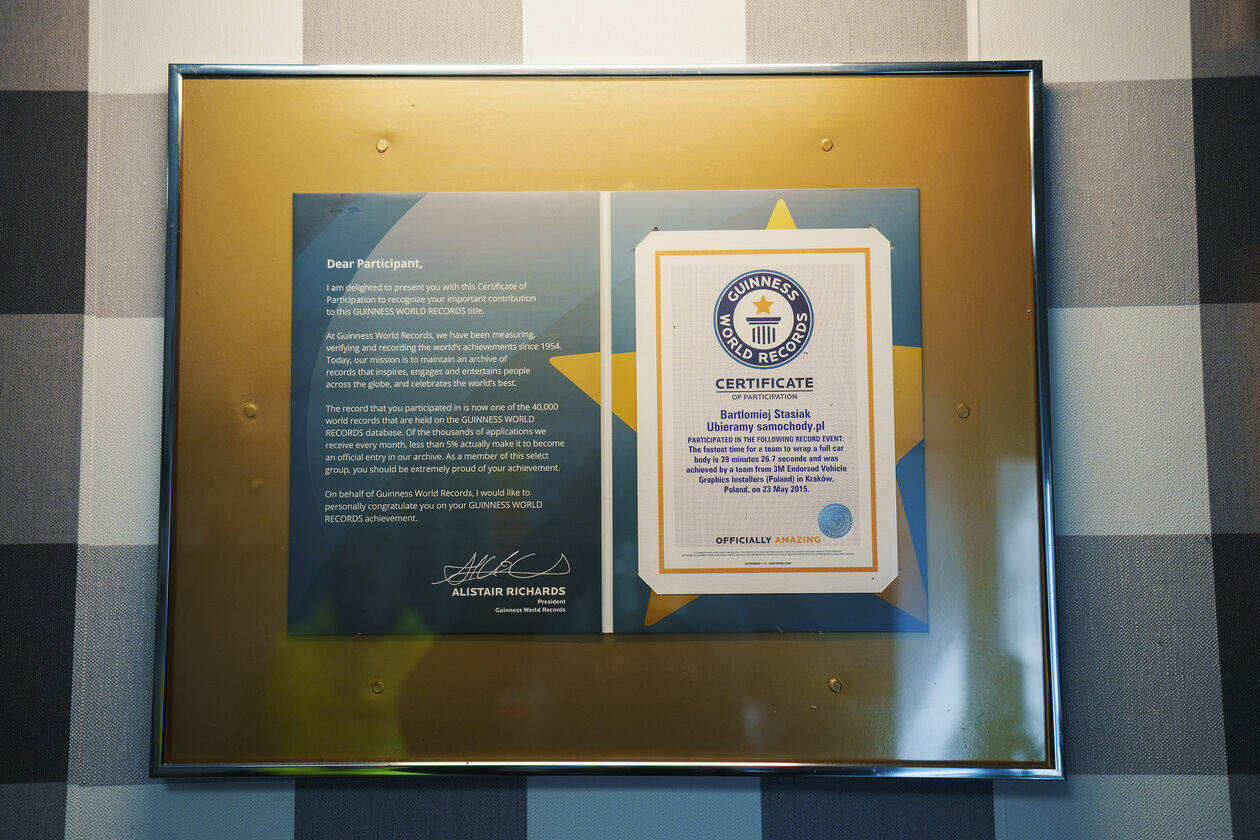 Dear Participant,
I am delighted to present you with this Certificate of
Participation to recognize your important contribution
to this GUINNESS WORLD RECORDS title.
At Guinness World Records, we have been measuring,
verifying and recording the world's achievements since 1954.
Today, our mission is to maintain an archive of
records that inspires, engages and entertains people
across the globe, and celebrates the world's best.
The record that you participated in is now one of the 40,000
world records that are held on the GUINNESS WORLD
RECORDS database. Of the thousands of applications we
receive every month, less than 5% actually make it to become
an official entry in our archive. As a member of this select
group, you should be extremely proud of your achievement.
On behalf of Guinness World Records, I would like to
personally congratulate you on your GUINNESS WORLD
RECORDS achievement.
ALISTAIR RICHARDS
President
Guinness World Records
GUINNESS
WORLD RECORDS
CERTIFICATE
OF PARTICIPATION
Bartlomiej Stasiak
Ubieramy samochody.pl
PARTICIPATED IN THE FOLLOWING RECORD EVENT:
The fastest time for a team to wrap a full car
body is 39 minutes 26.7 seconds and was
achieved by a team from 3M Endorsed Vehicle
Graphics Installers (Poland) in Kraków,
Poland, on 23 May 2015.
OFFICIALLY AMAZING